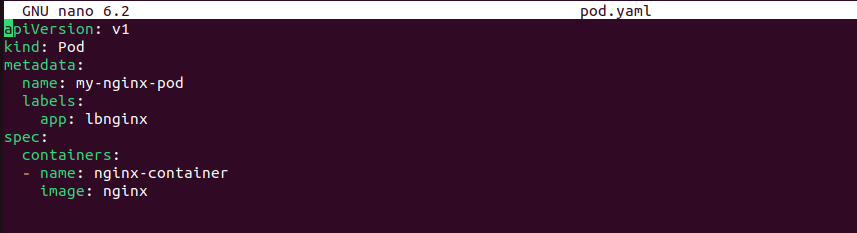 GNU nano 6.2 pod.yaml
apiVersion: v1
kind: Pod
metadata:
  name: my-nginx-pod
  labels:
    app: lbnginx
spec:
  containers:
  - name: nginx-container
    image: nginx